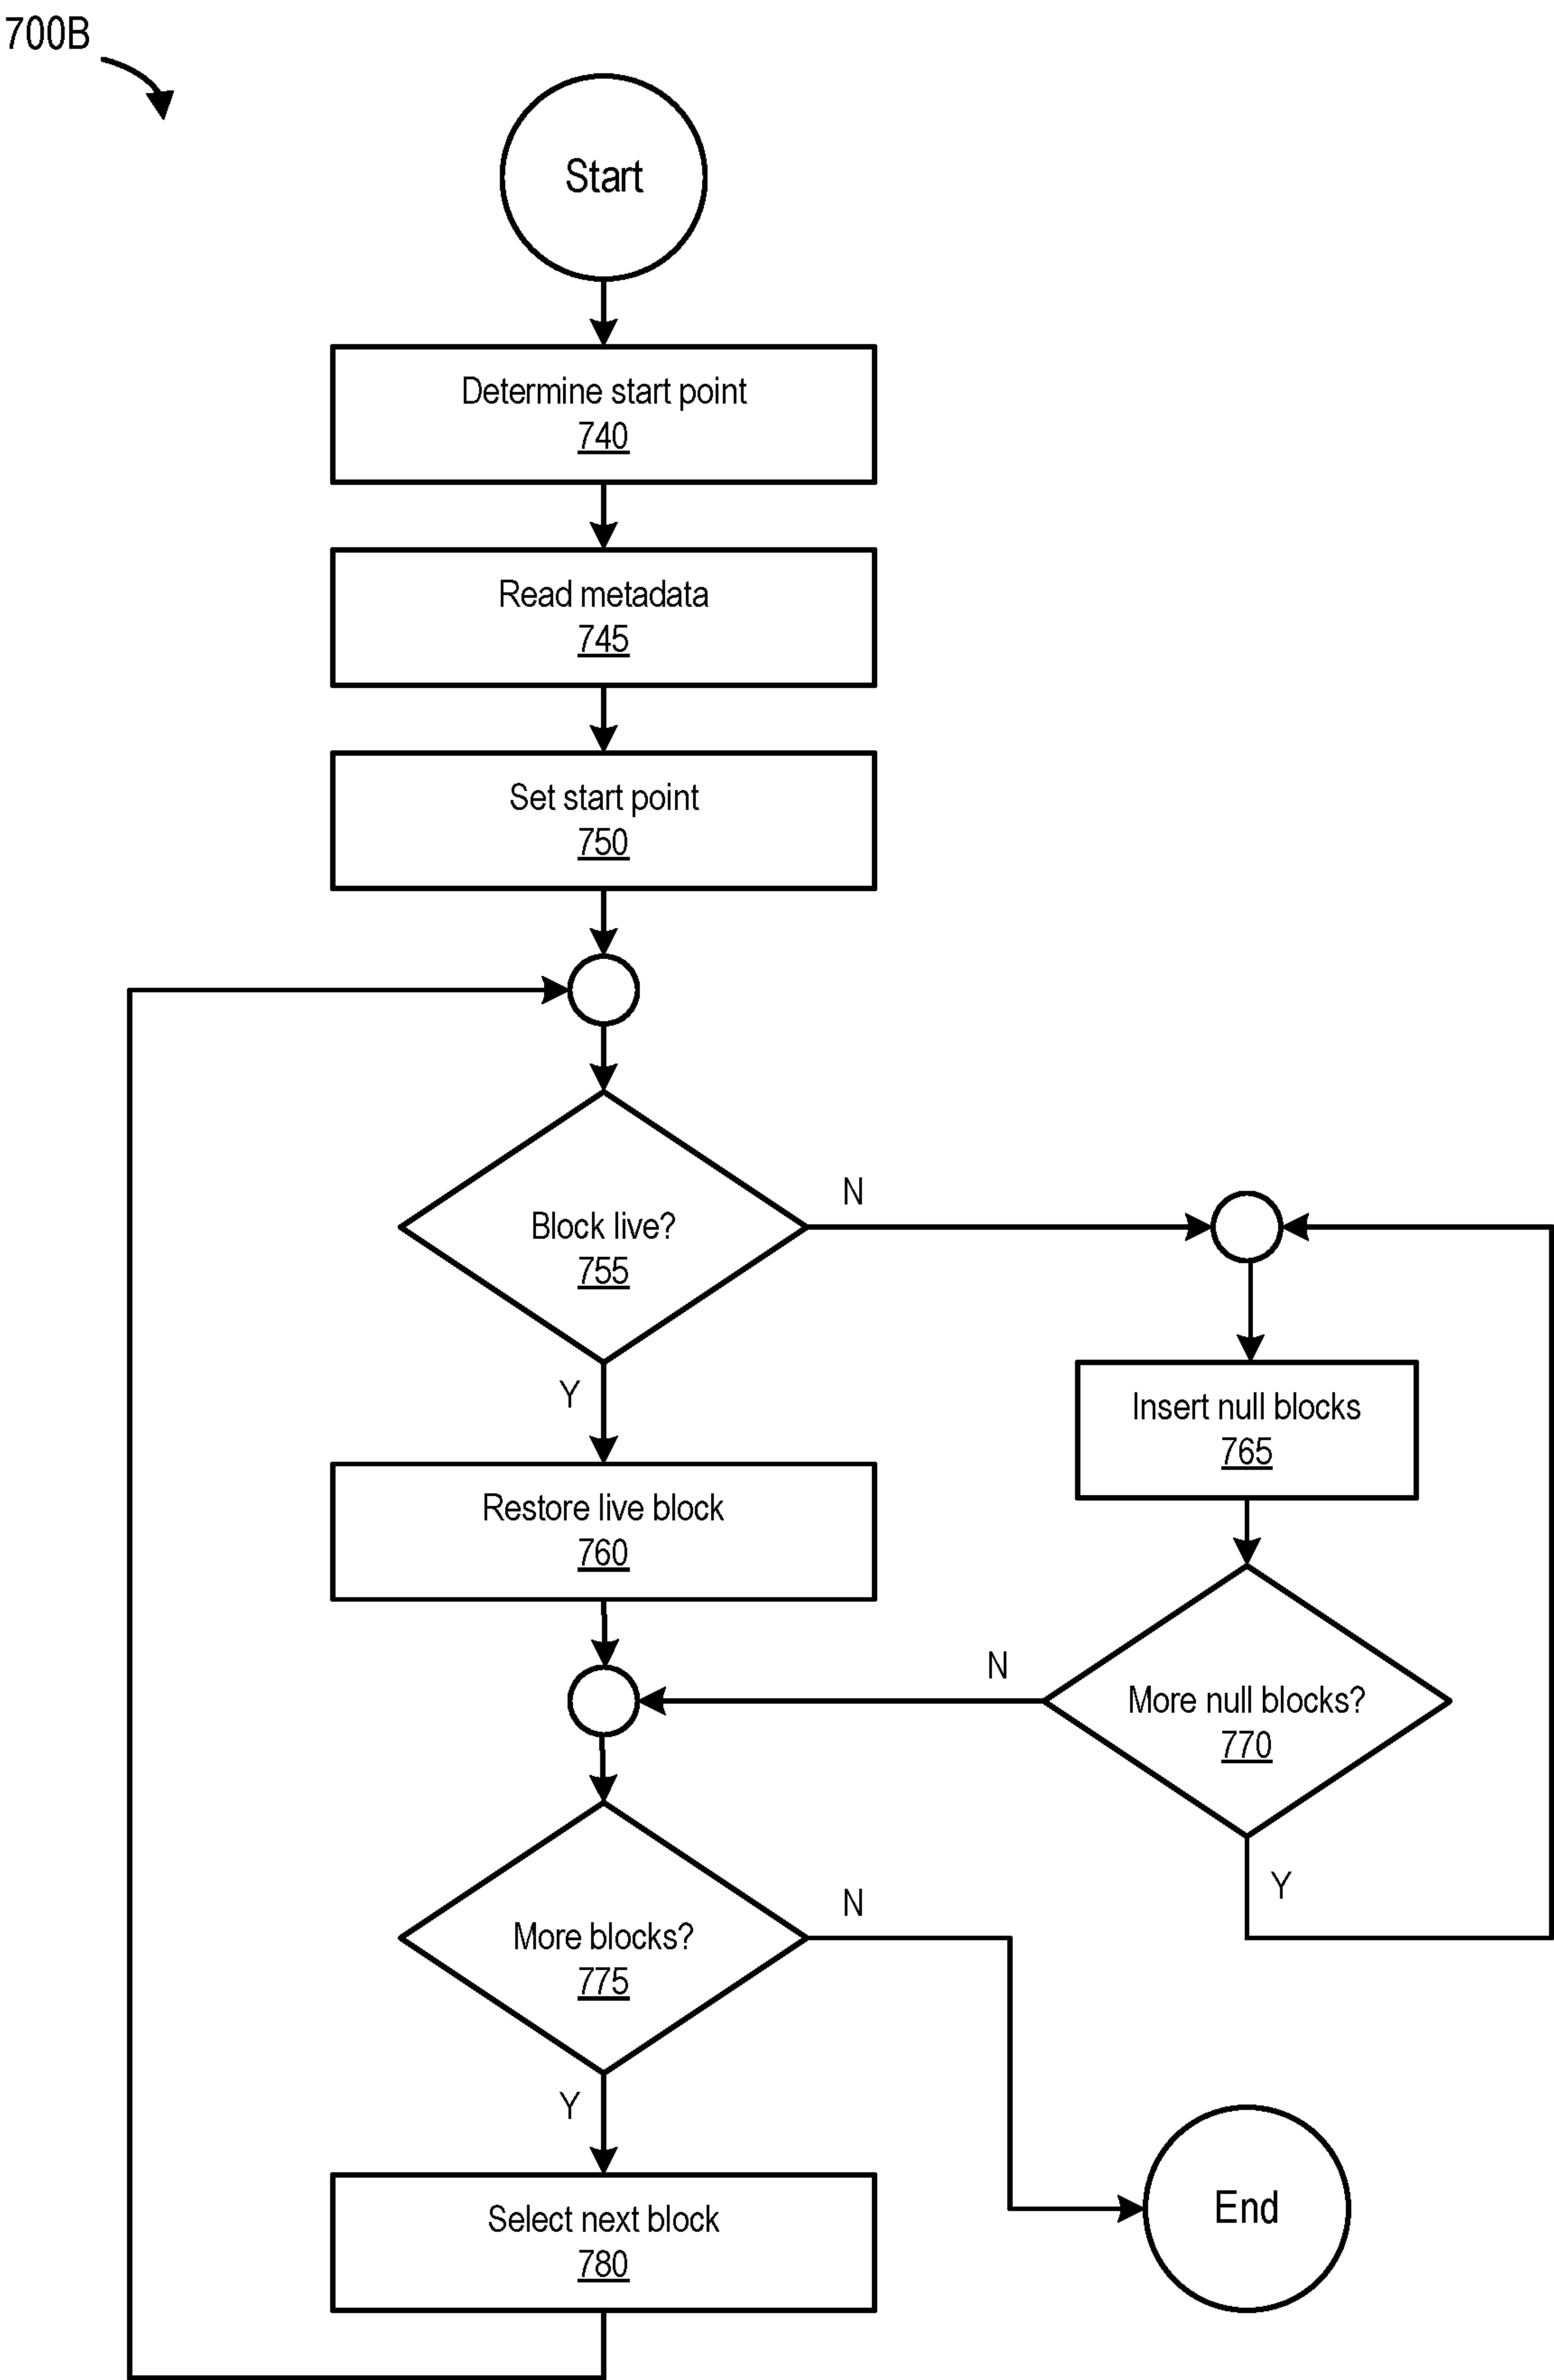 700B
Start
Determine start point
740
Read metadata
745
Set start point
750
Block live?
755
N
Y
Insert null blocks
765
Restore live block
760
N
More null blocks?
770
Y
More blocks?
775
N
Y
Select next block
780
End